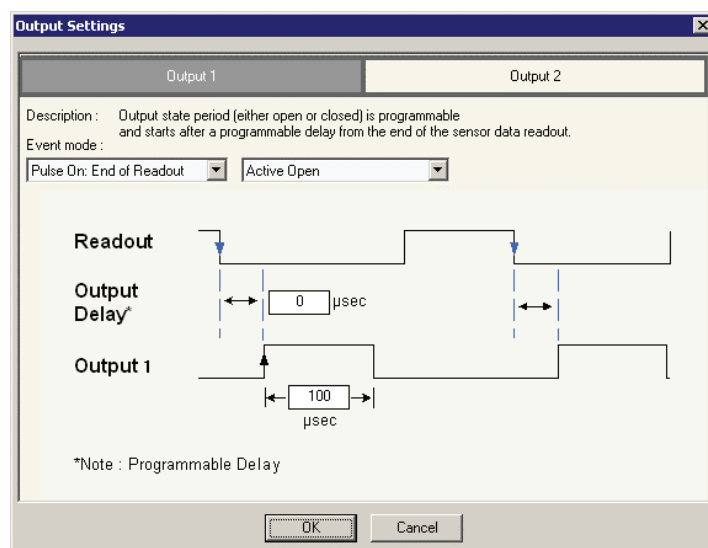 Output Settings
Output 1
Output 2
Description : Output state period (either open or closed) is programmable
and starts after a programmable delay from the end of the sensor data readout.
Event mode :
Pulse On: End of Readout
Active Open
Readout
Output
Delay*
0 µsec
Output 1
100
µsec
*Note : Programmable Delay
OK
Cancel